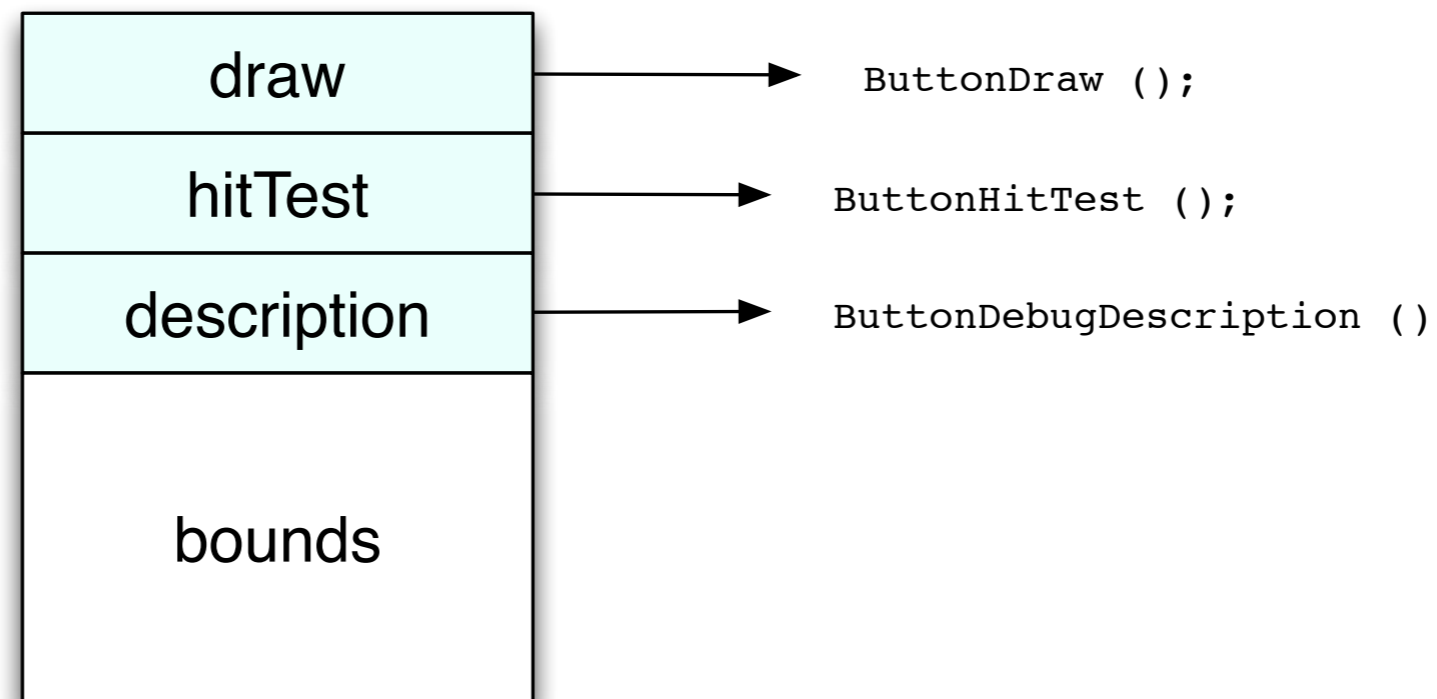 draw
ButtonDraw ();
hitTest
ButtonHitTest ();
description
ButtonDebugDescription ()
bounds